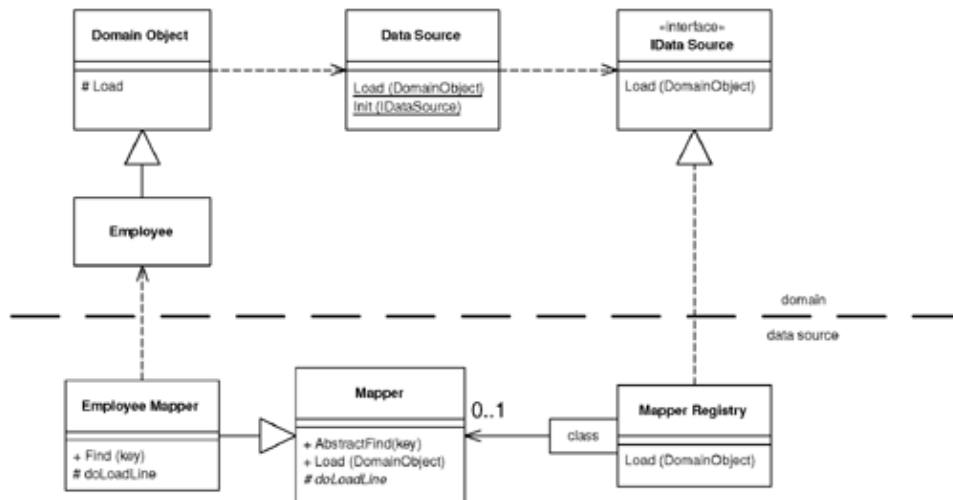 Domain Object
# Load
Data Source
Load (DomainObject)
Init (IDataSource)
«interface»
IData Source
Load (DomainObject)
Employee
domain
data source
Employee Mapper
+ Find (key)
# doLoadLine
Mapper
+ AbstractFind(key)
+ Load (DomainObject)
# doLoadLine
0..1
class
Mapper Registry
Load (DomainObject)